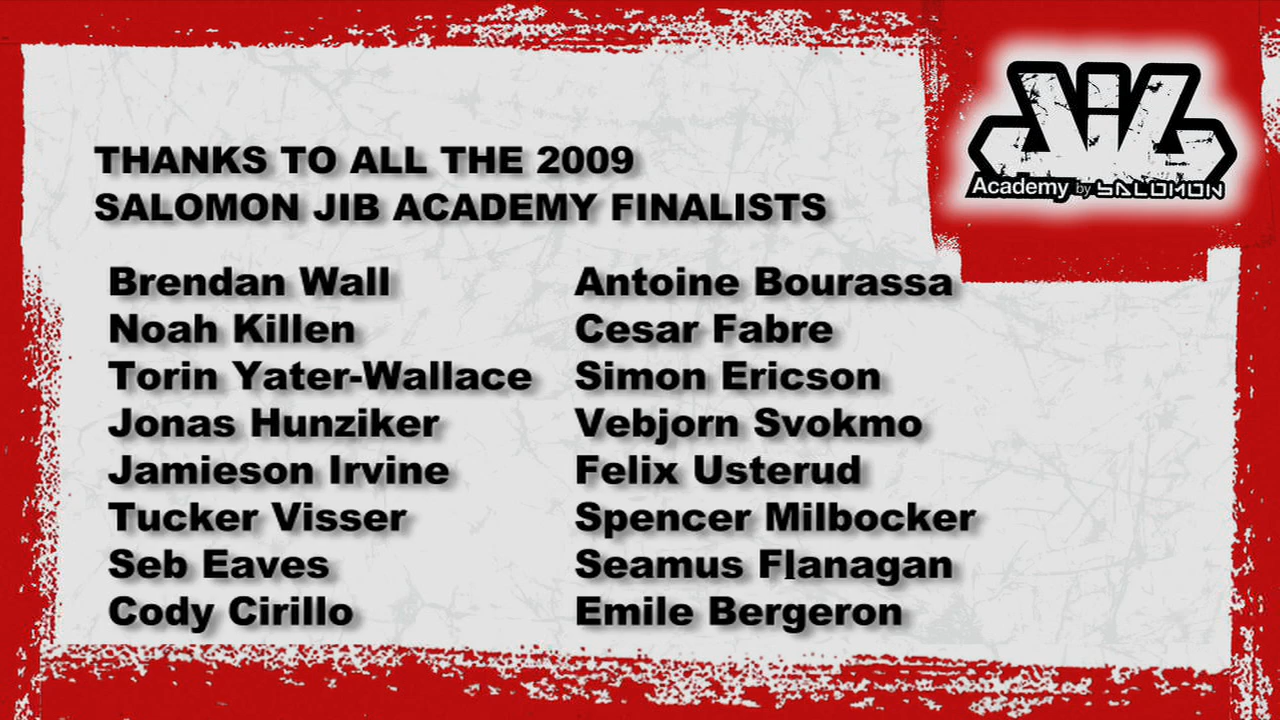 JIB
Academy by SALOMON
THANKS TO ALL THE 2009
SALOMON JIB ACADEMY FINALISTS
Brendan Wall
Noah Killen
Torin Yater-Wallace
Jonas Hunziker
Jamieson Irvine
Tucker Visser
Seb Eaves
Cody Cirillo
Antoine Bourassa
Cesar Fabre
Simon Ericson
Vebjorn Svokmo
Felix Usterud
Spencer Milbocker
Seamus Flanagan
Emile Bergeron